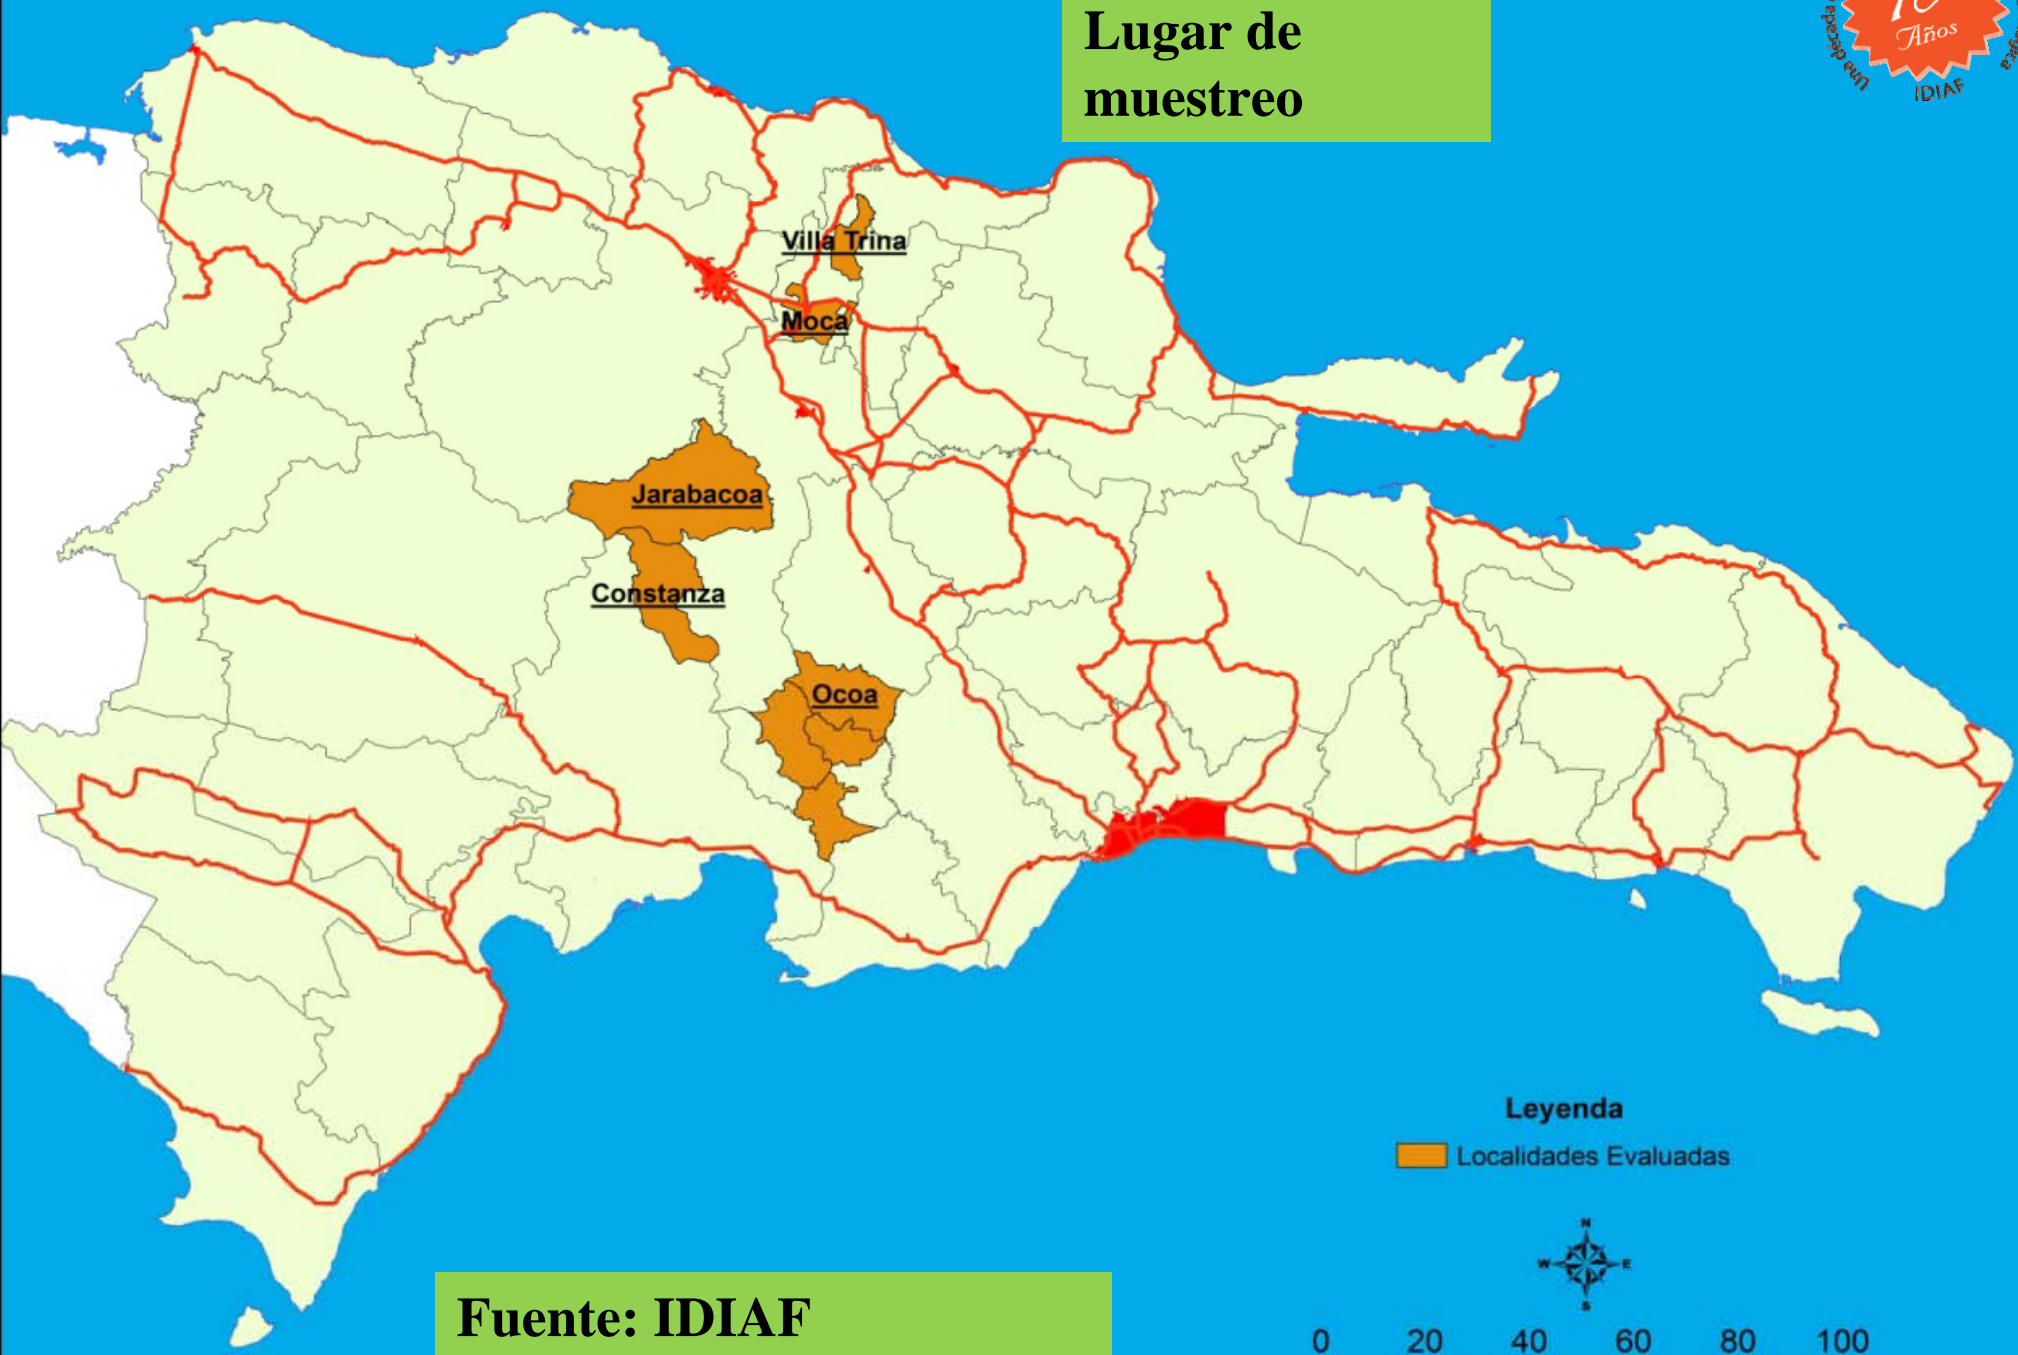 Lugar de
muestreo
Años
IDIAF
Villa Trina
Moca
Jarabacoa
Constanza
Ocoa
Leyenda
Localidades Evaluadas
N
W E
S
Fuente: IDIAF
0 20 40 60 80 100